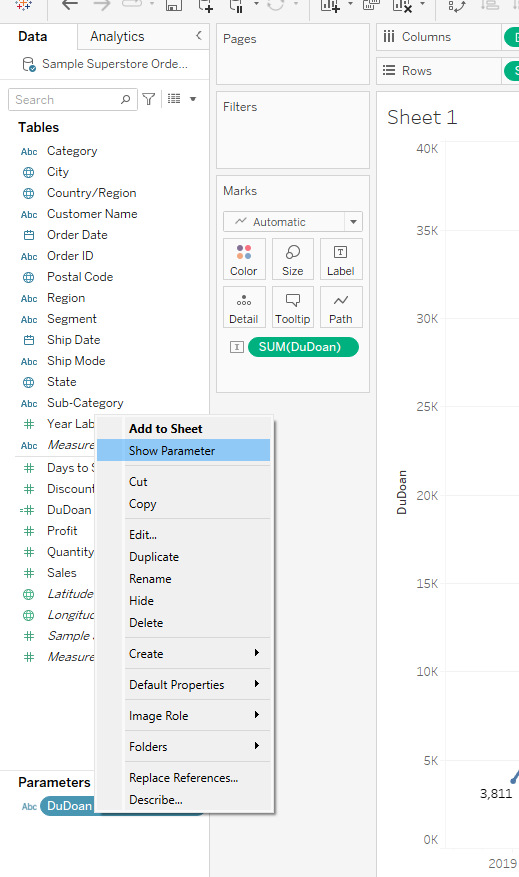 Data
Analytics
Sample Superstore Orde...
Search
Tables
Abc Category
City
Country/Region
Abc Customer Name
Order Date
Abc Order ID
Postal Code
Abc Region
Abc Segment
Ship Date
Abc Ship Mode
State
Abc Sub-Category
# Year Lab
Abc Measure
# Days to S
# Discount
=# DuDoan
# Profit
# Quantity
# Sales
Latitude
Longitud
# Sample
# Measure
Parameters
Abc DuDoan
Add to Sheet
Show Parameter
Cut
Copy
Edit...
Duplicate
Rename
Hide
Delete
Create
Default Properties
Image Role
Folders
Replace References...
Describe...
Pages
Filters
Marks
Automatic
Color
Size
Label
Detail
Tooltip
Path
SUM(DuDoan)
Columns
Rows
Sheet 1
40K
35K
30K
25K
20K
15K
10K
5K
0K
DuDoan
3,811
2019